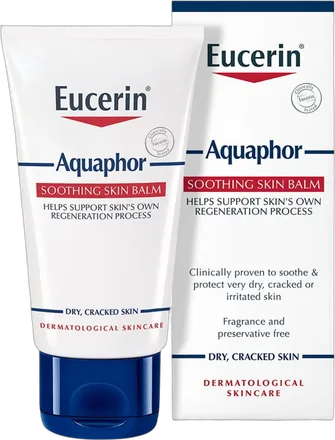 Eucerin®
Aquaphor
SOOTHING SKIN BALM
HELPS SUPPORT SKIN'S OWN
REGENERATION PROCESS
DRY, CRACKED SKIN
DERMATOLOGICAL SKINCARE
Eucerin®
Aquaphor
SOOTHING SKIN BALM
HELPS SUPPORT SKIN'S OWN
REGENERATION PROCESS
Clinically proven to soothe &
protect very dry, cracked or
irritated skin
Fragrance and
preservative free
DRY, CRACKED SKIN
DERMATOLOGICAL SKINCARE